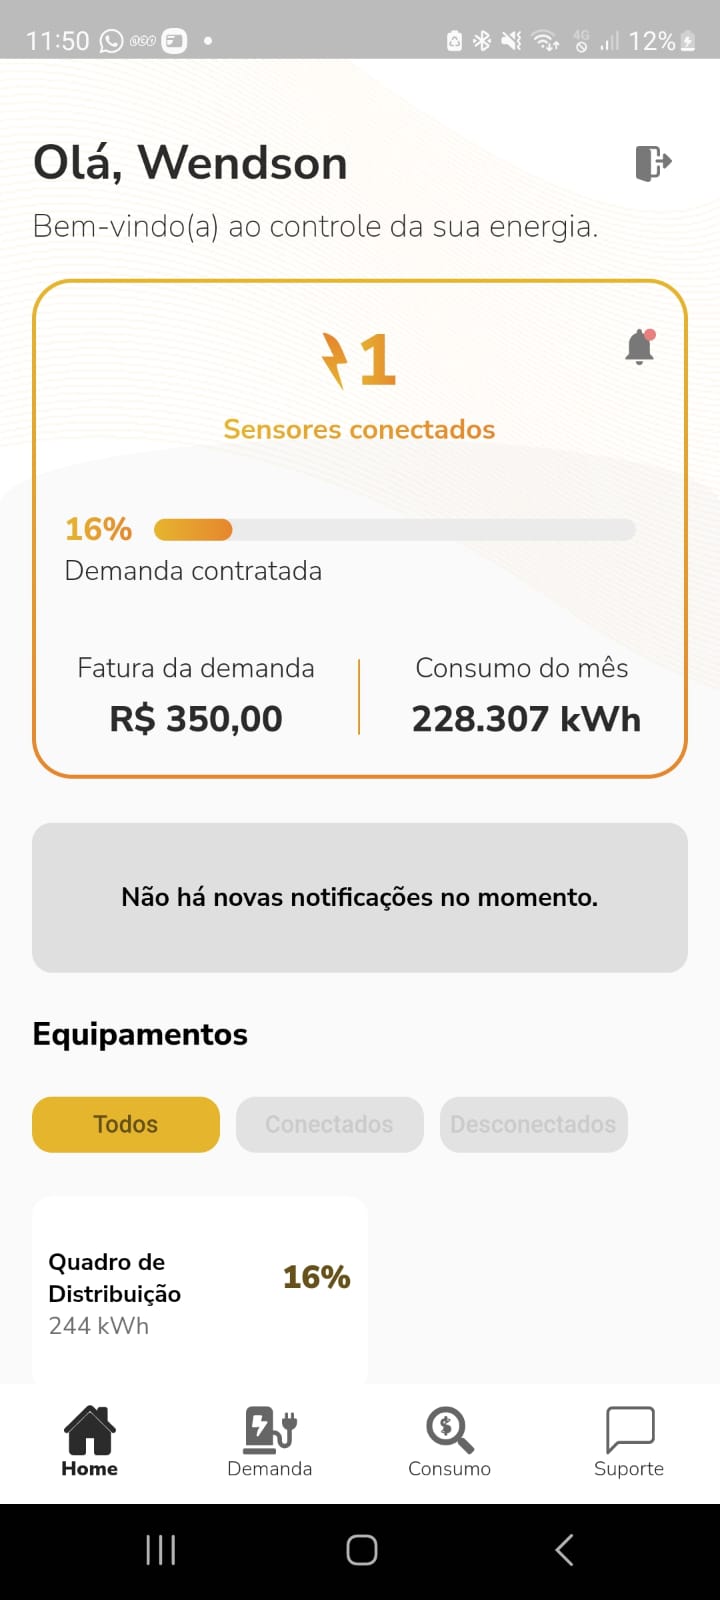 11:50
4G
12%
Olá, Wendson
Bem-vindo(a) ao controle da sua energia.
1
Sensores conectados
16%
Demanda contratada
Fatura da demanda
R$ 350,00
Consumo do mês
228.307 kWh
Não há novas notificações no momento.
Equipamentos
Todos
Conectados
Desconectados
Quadro de
Distribuição
244 kWh
16%
Home
Demanda
Consumo
Suporte